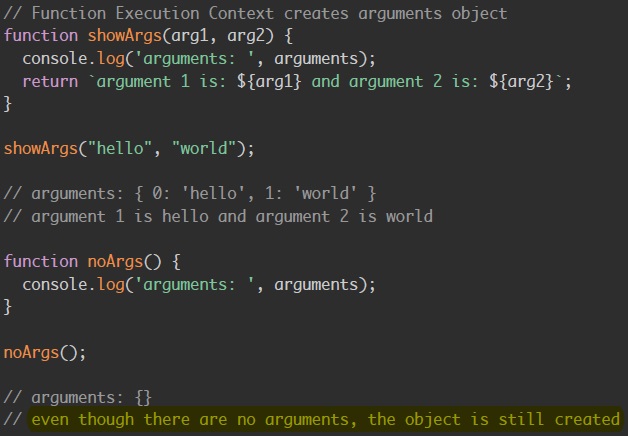 // Function Execution Context creates arguments object
function showArgs(arg1, arg2) {
  console.log('arguments: ', arguments);
  return `argument 1 is: ${arg1} and argument 2 is: ${arg2}`;
}
showArgs("hello", "world");
// arguments: { 0: 'hello', 1: 'world' }
// argument 1 is hello and argument 2 is world
function noArgs() {
  console.log('arguments: ', arguments);
}
noArgs();
// arguments: {}
// even though there are no arguments, the object is still created